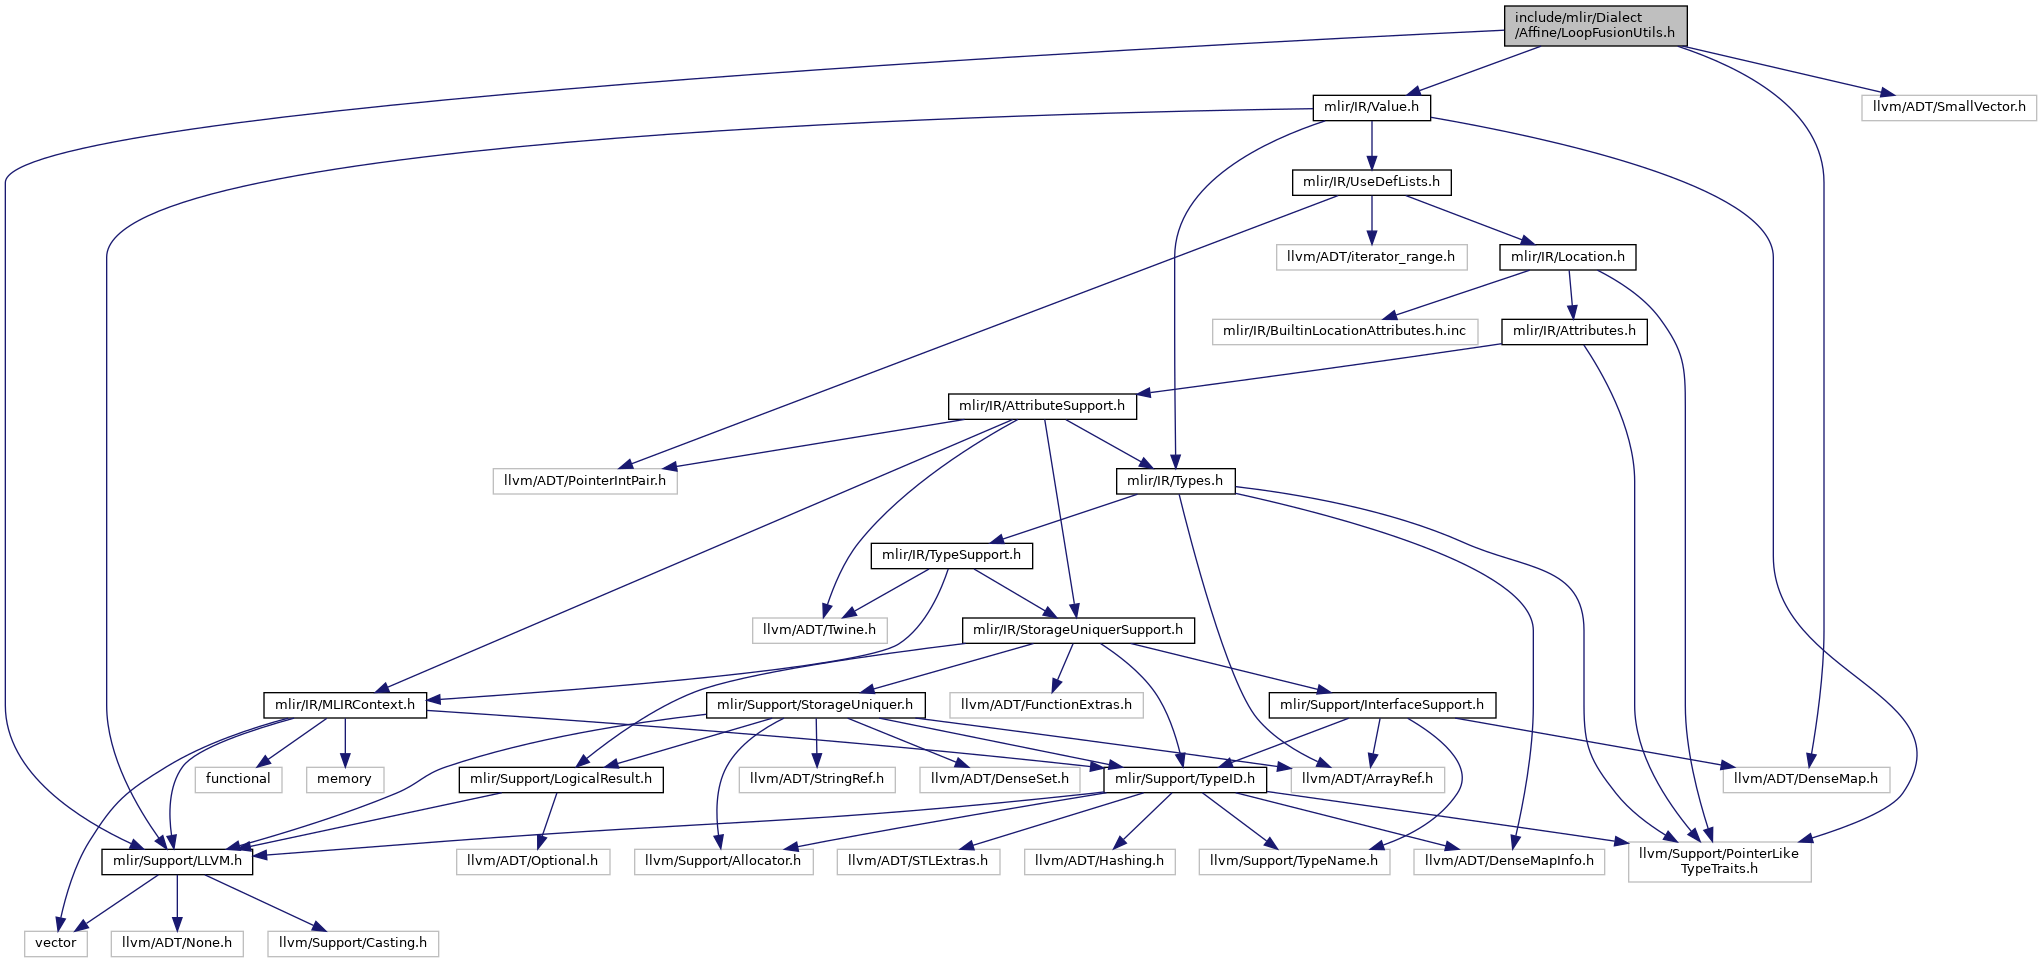 include/mlir/Dialect
/Affine/LoopFusionUtils.h
mlir/IR/Value.h
llvm/ADT/SmallVector.h
mlir/IR/UseDefLists.h
llvm/ADT/iterator_range.h
mlir/IR/Location.h
mlir/IR/BuiltinLocationAttributes.h.inc
mlir/IR/Attributes.h
mlir/IR/AttributeSupport.h
llvm/ADT/PointerIntPair.h
mlir/IR/Types.h
mlir/IR/TypeSupport.h
llvm/ADT/Twine.h
mlir/IR/StorageUniquerSupport.h
mlir/IR/MLIRContext.h
mlir/Support/StorageUniquer.h
llvm/ADT/FunctionExtras.h
mlir/Support/InterfaceSupport.h
functional
memory
mlir/Support/LogicalResult.h
llvm/ADT/StringRef.h
llvm/ADT/DenseSet.h
mlir/Support/TypeID.h
llvm/ADT/ArrayRef.h
llvm/ADT/DenseMap.h
mlir/Support/LLVM.h
llvm/ADT/Optional.h
llvm/Support/Allocator.h
llvm/ADT/STLExtras.h
llvm/ADT/Hashing.h
llvm/Support/TypeName.h
llvm/ADT/DenseMapInfo.h
llvm/Support/PointerLike
TypeTraits.h
vector
llvm/ADT/None.h
llvm/Support/Casting.h